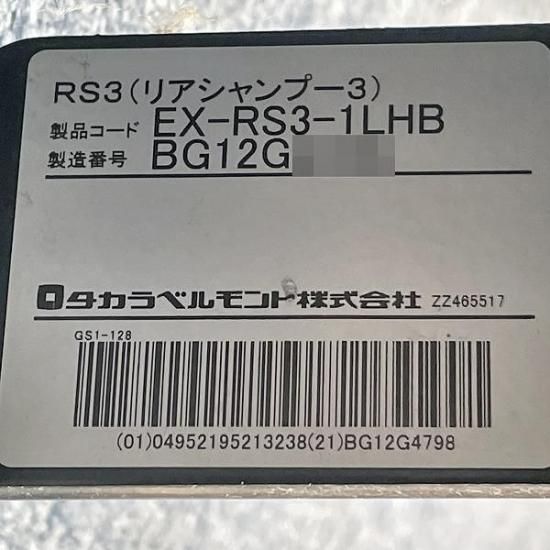 RS3(リアシャンプー3)
製品コード EX-RS3-1LHB
製造番号 BG12G
タカラベルモント株式会社 ZZ465517
GS1-128
(01)04952195213238(21)BG12G4798